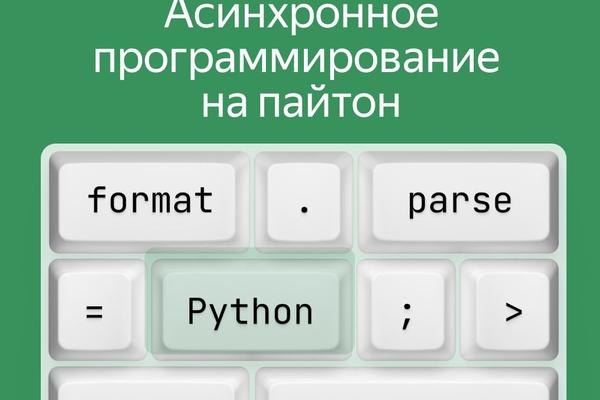 Асинхронное
программирование
на пайтон
format . parse
= Python ; >